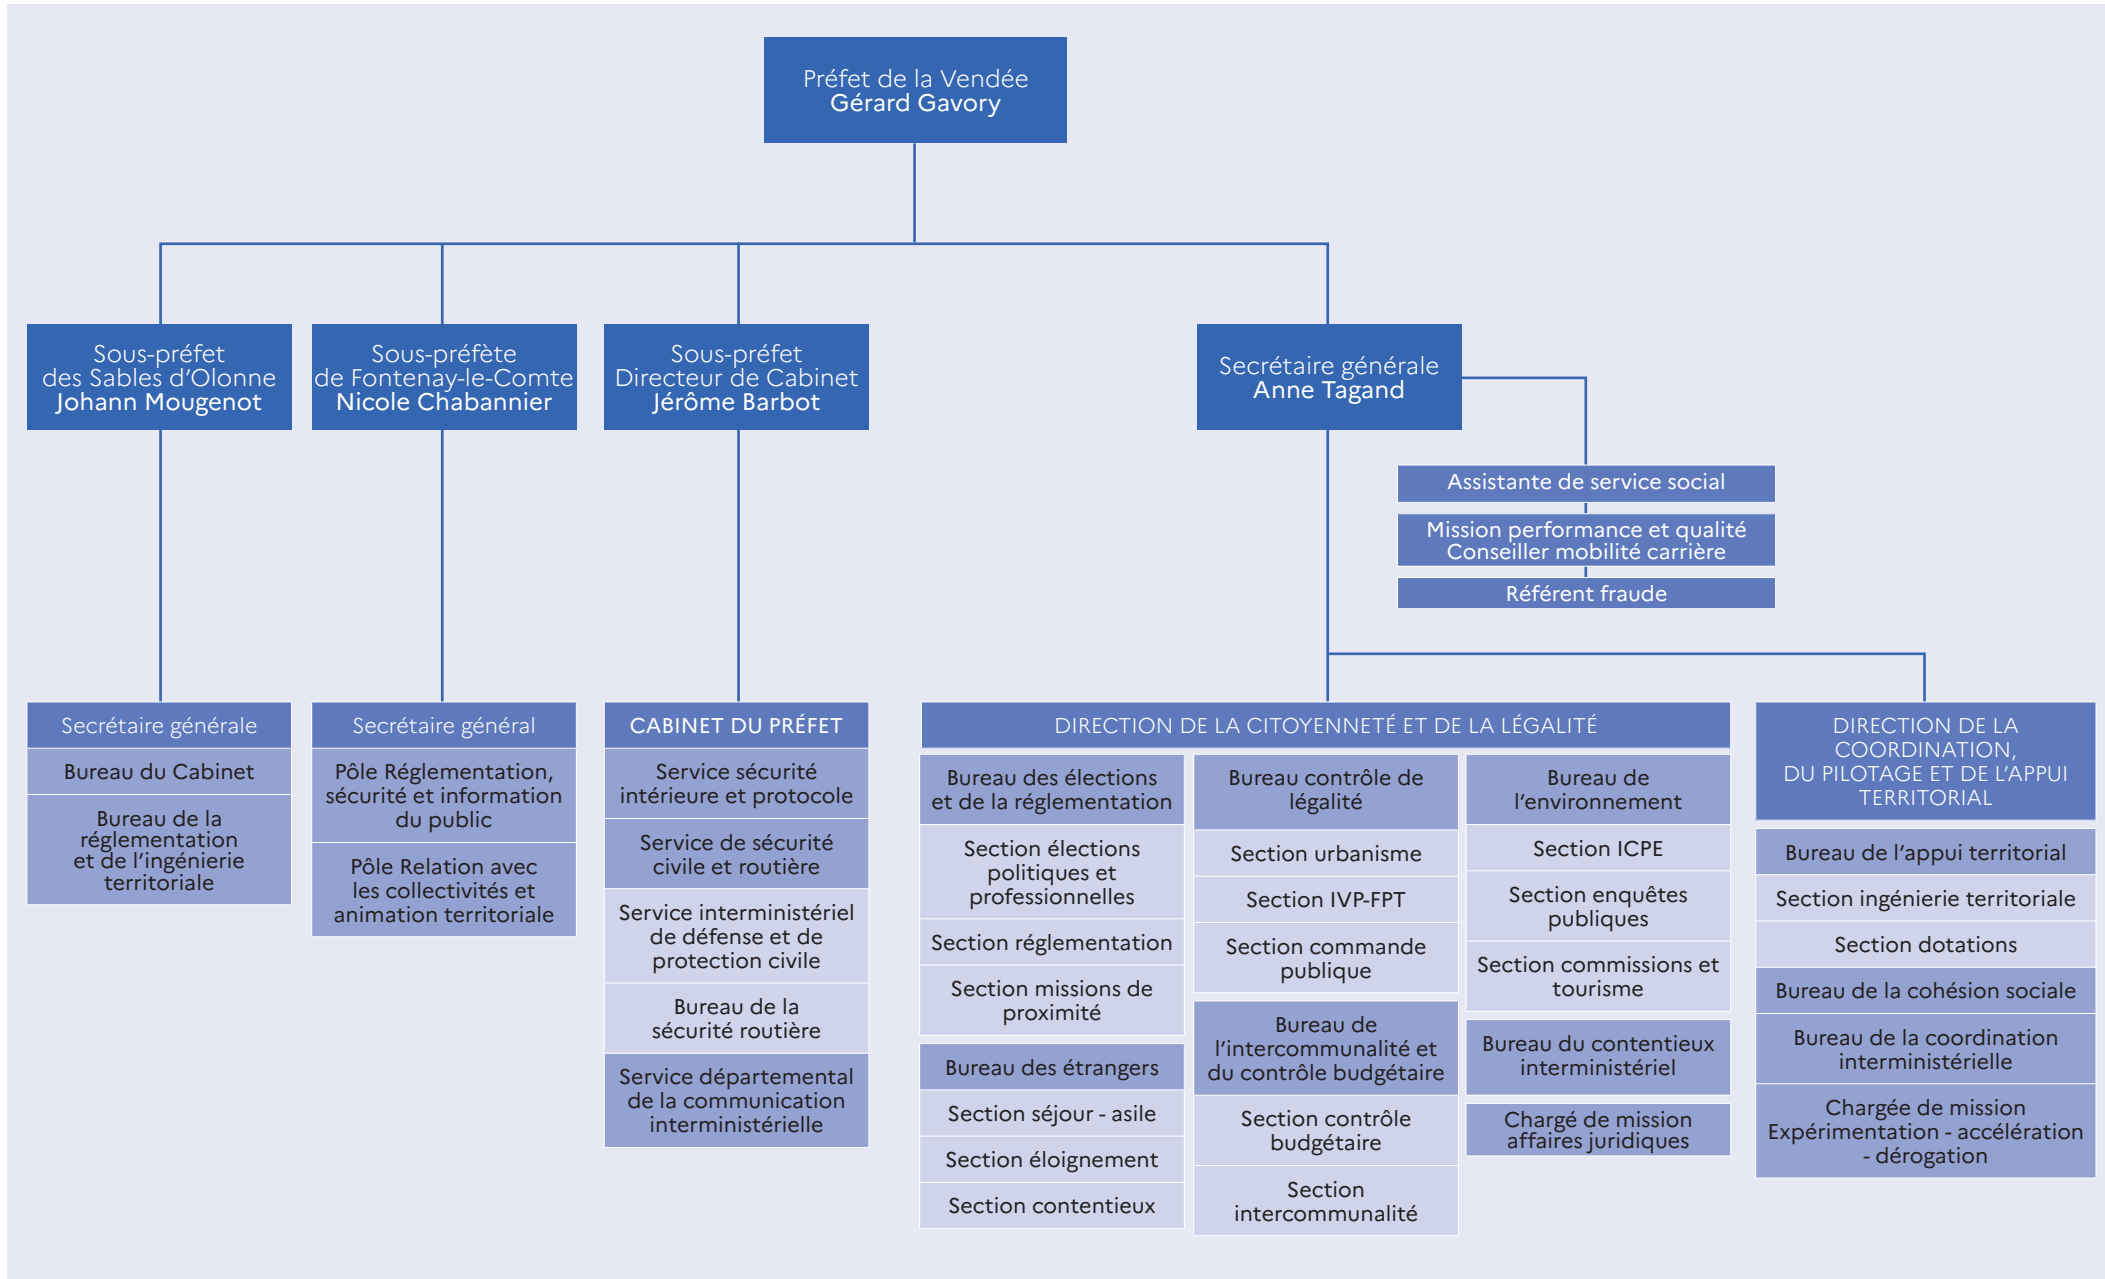 Préfet de la Vendée
Gérard Gavory
Sous-préfet
des Sables d'Olonne
Johann Mougenot
Sous-préfète
de Fontenay-le-Comte
Nicole Chabannier
Sous-préfet
Directeur de Cabinet
Jérôme Barbot
Secrétaire générale
Anne Tagand
Assistante de service social
Mission performance et qualité
Conseiller mobilité carrière
Référent fraude
Secrétaire générale
Bureau du Cabinet
Bureau de la
réglementation
et de l'ingénierie
territoriale
Secrétaire général
Pôle Réglementation,
sécurité et information
du public
Pôle Relation avec
les collectivités et
animation territoriale
CABINET DU PRÉFET
Service sécurité
intérieure et protocole
Service de sécurité
civile et routière
Service interministériel
de défense et de
protection civile
Bureau de la
sécurité routière
Service départemental
de la communication
interministérielle
DIRECTION DE LA CITOYENNETÉ ET DE LA LÉGALITÉ
Bureau des élections
et de la réglementation
Section élections
politiques et
professionnelles
Section réglementation
Section missions de
proximité
Bureau des étrangers
Section séjour - asile
Section éloignement
Section contentieux
Bureau contrôle de
légalité
Section urbanisme
Section IVP-FPT
Section commande
publique
Bureau de
l'intercommunalité et
du contrôle budgétaire
Section contrôle
budgétaire
Section
intercommunalité
Bureau de
l'environnement
Section ICPE
Section enquêtes
publiques
Section commissions et
tourisme
Bureau du contentieux
interministériel
Chargé de mission
affaires juridiques
DIRECTION DE LA
COORDINATION,
DU PILOTAGE ET DE L'APPUI
TERRITORIAL
Bureau de l'appui territorial
Section ingénierie territoriale
Section dotations
Bureau de la cohésion sociale
Bureau de la coordination
interministérielle
Chargée de mission
Expérimentation - accélération
- dérogation